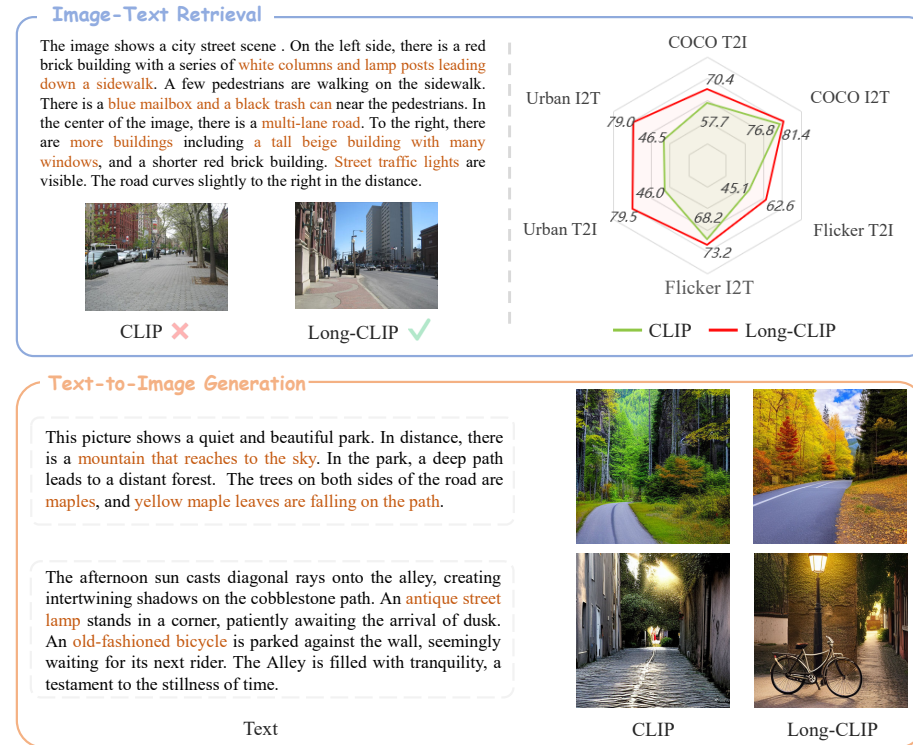 Image-Text Retrieval
The image shows a city street scene . On the left side, there is a red
brick building with a series of white columns and lamp posts leading
down a sidewalk. A few pedestrians are walking on the sidewalk.
There is a blue mailbox and a black trash can near the pedestrians. In
the center of the image, there is a multi-lane road. To the right, there
are more buildings including a tall beige building with many
windows, and a shorter red brick building. Street traffic lights are
visible. The road curves slightly to the right in the distance.
CLIP
Long-CLIP
COCO T2I
70.4
Urban I2T
COCO I2T
79.0
57.7
76.8
81.4
46.5
46.0
45.1
79.5
62.6
68.2
Urban T2I
Flicker T2I
73.2
Flicker I2T
CLIP
Long-CLIP
Text-to-Image Generation
This picture shows a quiet and beautiful park. In distance, there
is a mountain that reaches to the sky. In the park, a deep path
leads to a distant forest. The trees on both sides of the road are
maples, and yellow maple leaves are falling on the path.
The afternoon sun casts diagonal rays onto the alley, creating
intertwining shadows on the cobblestone path. An antique street
lamp stands in a corner, patiently awaiting the arrival of dusk.
An old-fashioned bicycle is parked against the wall, seemingly
waiting for its next rider. The Alley is filled with tranquility, a
testament to the stillness of time.
Text
CLIP
Long-CLIP